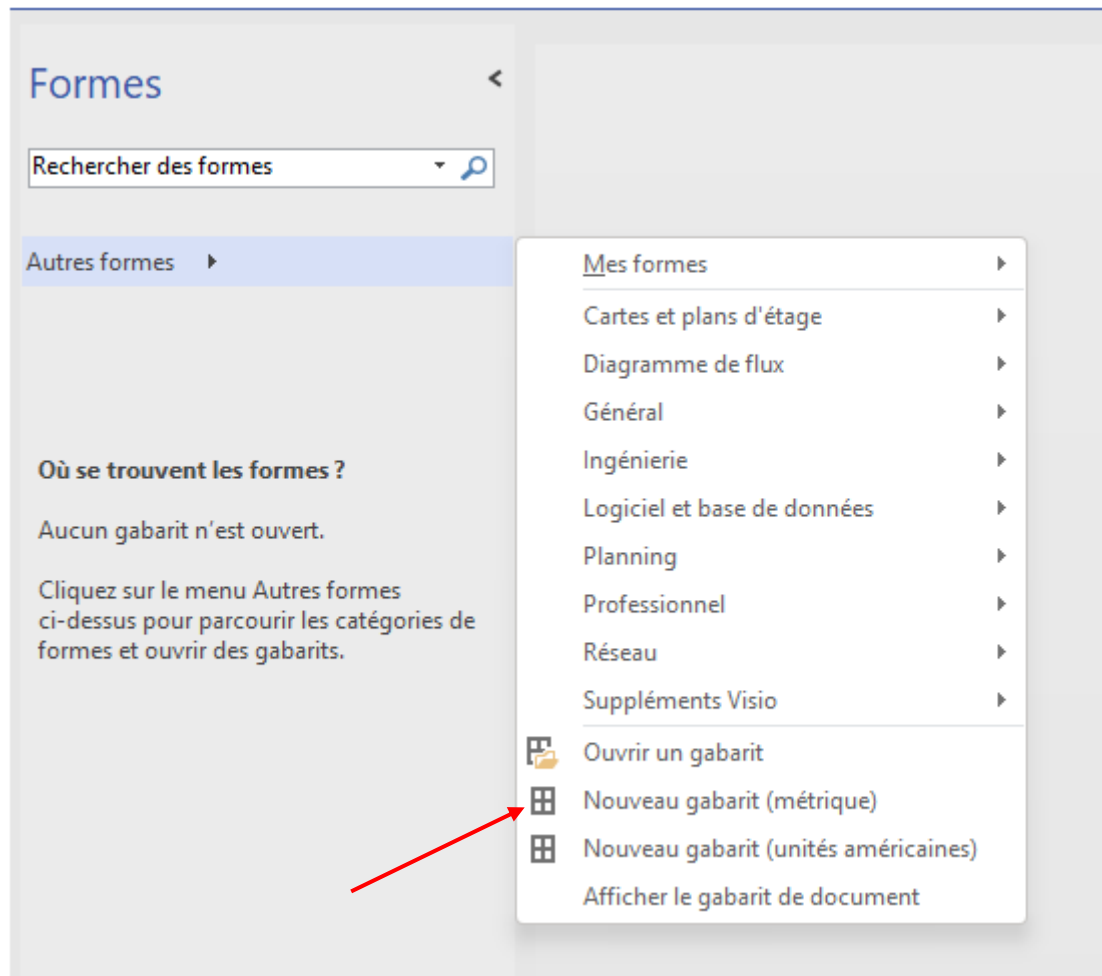 Formes
Rechercher des formes
Autres formes
Mes formes
Cartes et plans d'étage
Diagramme de flux
Général
Ingénierie
Logiciel et base de données
Planning
Professionnel
Réseau
Suppléments Visio
Ouvrir un gabarit
Nouveau gabarit (métrique)
Nouveau gabarit (unités américaines)
Afficher le gabarit de document
Où se trouvent les formes ?
Aucun gabarit n’est ouvert.
Cliquez sur le menu Autres formes
ci-dessus pour parcourir les catégories de
formes et ouvrir des gabarits.